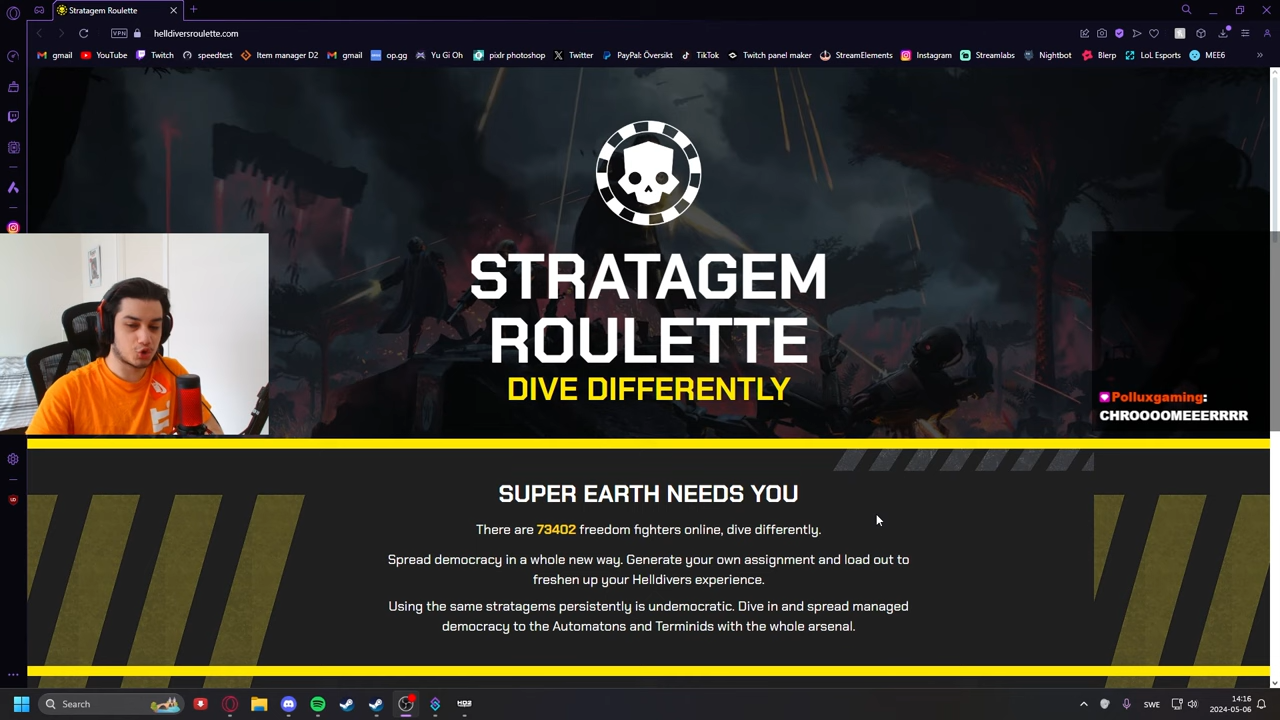 Stratagem Roulette
VPN
helldiversroulette.com
gmail
YouTube
Twitch
speedtest
Item manager D2
gmail
op.gg
Yu Gi Oh
pixlr photoshop
Twitter
PayPal: Översikt
TikTok
Twitch panel maker
StreamElements
Instagram
Streamlabs
Nightbot
Blerp
LoL Esports
MEE6
STRATAGEM
ROULETTE
DIVE DIFFERENTLY
Polluxgaming:
CHROOOOMEEERRRR
SUPER EARTH NEEDS YOU
There are 73402 freedom fighters online, dive differently.
Spread democracy in a whole new way. Generate your own assignment and load out to
freshen up your Helldivers experience.
Using the same stratagems persistently is undemocratic. Dive in and spread managed
democracy to the Automatons and Terminids with the whole arsenal.
Search
SWE
14:16
2024-05-06